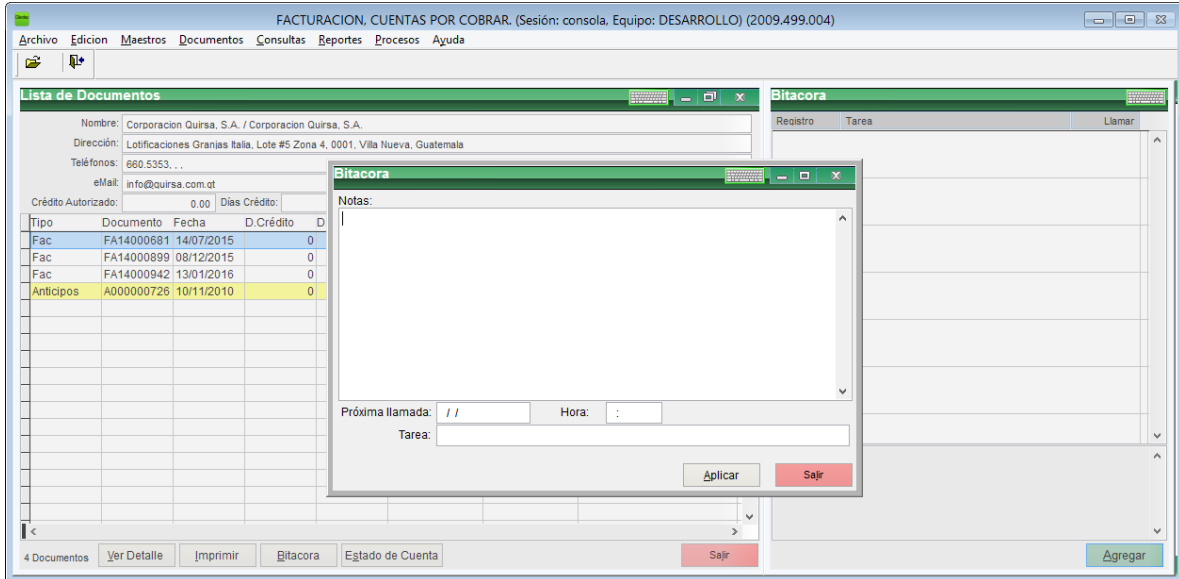 FACTURACION, CUENTAS POR COBRAR. (Sesión: consola, Equipo: DESARROLLO) (2009.499.004)
Archivo Edicion Maestros Documentos Consultas Reportes Procesos Ayuda
Lista de Documentos
Nombre: Corporacion Quirsa, S.A. / Corporacion Quirsa, S.A.
Dirección: Lotificaciones Granjas Italia, Lote #5 Zona 4, 0001, Villa Nueva, Guatemala
Teléfonos: 660.5353, . .
eMail: info@quirsa.com.gt
Crédito Autorizado: 0.00 Días Crédito:
Tipo Documento Fecha D.Crédito D
Fac FA14000681 14/07/2015 0
Fac FA14000899 08/12/2015 0
Fac FA14000942 13/01/2016 0
Anticipos A000000726 10/11/2010 0
4 Documentos Ver Detalle Imprimir Bitacora Estado de Cuenta Salir
Bitacora
Notas:
Próxima llamada: / / Hora: :
Tarea:
Aplicar Salir
Bitacora
Registro Tarea Llamar
Agregar